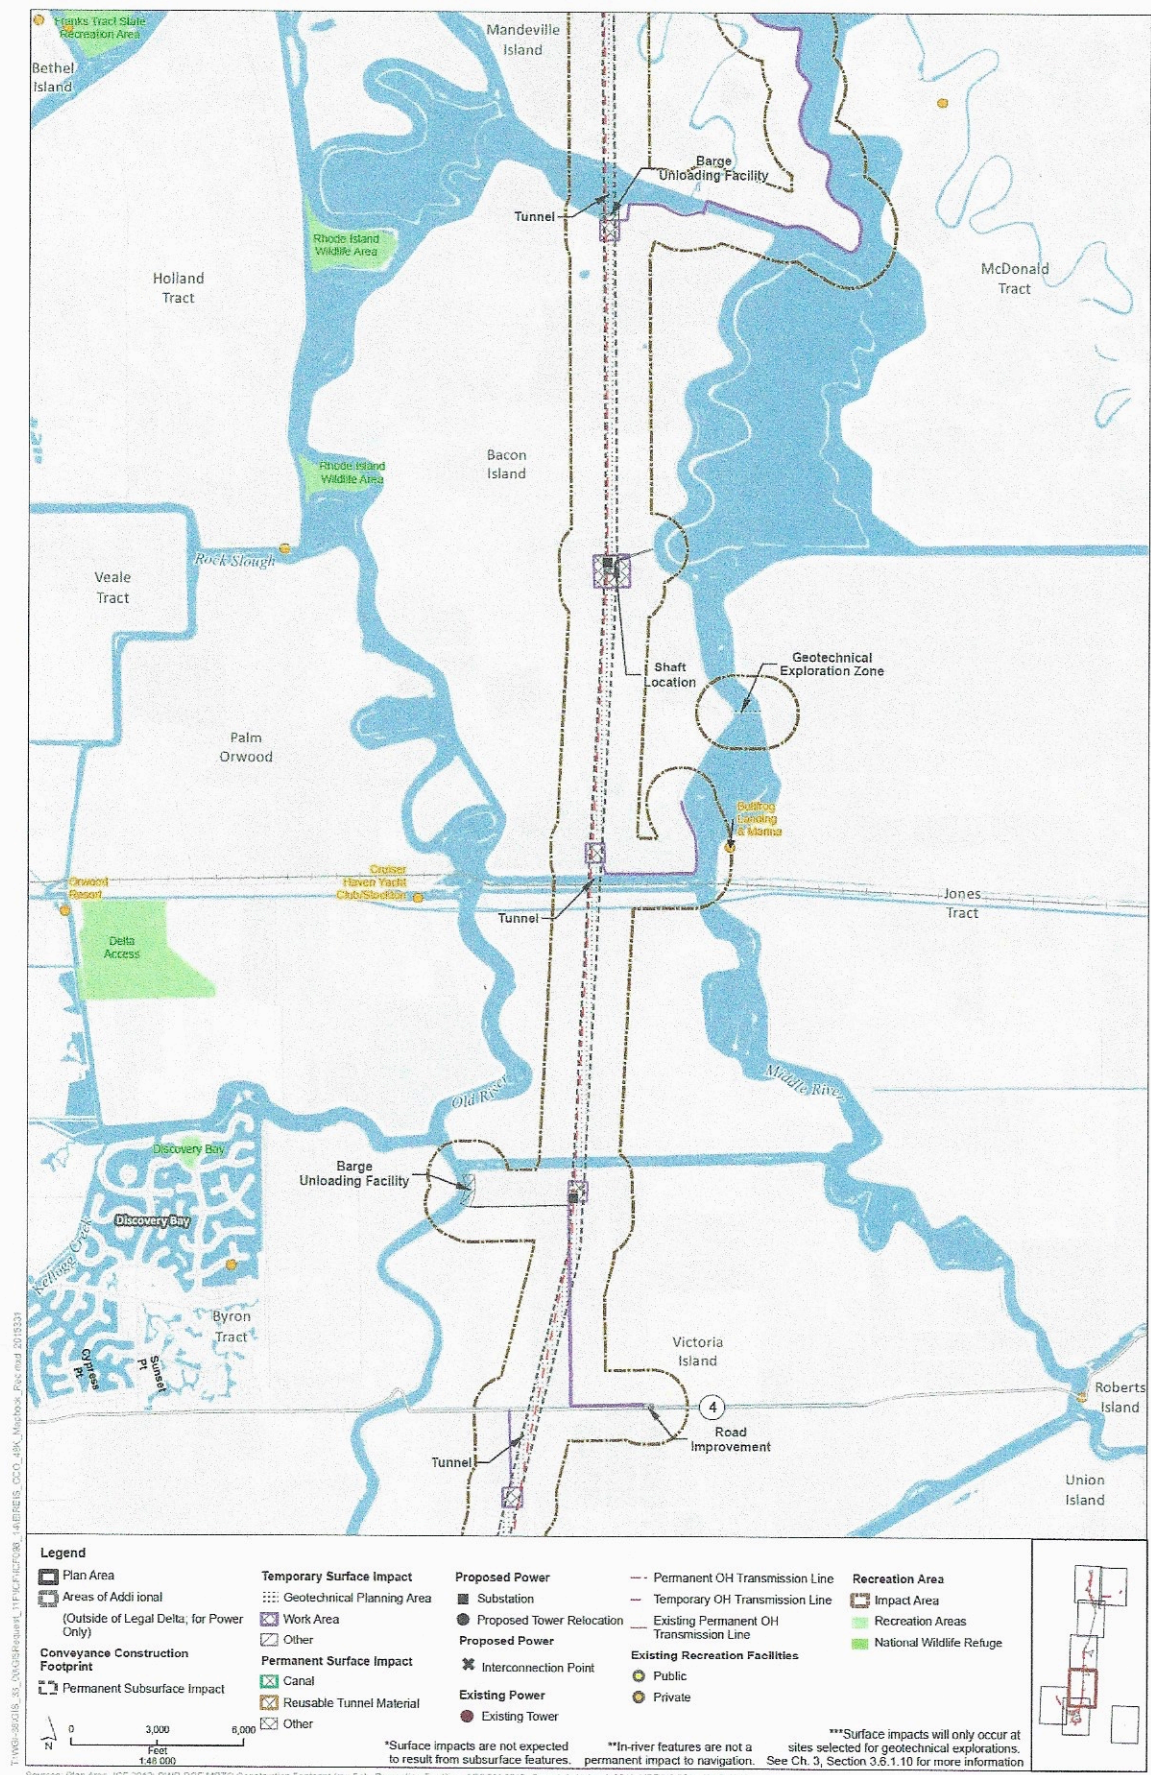 Franks Tract State
Recreation Area
Bethel
Island
Mandeville
Island
Barge
Unloading Facility
Tunnel
Rhode Island
Wildlife Area
Holland
Tract
McDonald
Tract
Bacon
Island
Rhode Island
Wildlife Area
Rock Slough
Veale
Tract
Shaft
Location
Geotechnical
Exploration Zone
Palm
Orwood
Bullfrog
Landing
& Marina
Cruiser
Haven Yacht
Club/Stockton
Orwood
Resort
Jones
Tract
Tunnel
Delta
Access
Old River
Middle River
Discovery Bay
Barge
Unloading Facility
Discovery Bay
Kellogg Creek
Byron
Tract
Victoria
Island
Cypress
Pt
Sunset
Pt
Roberts
Island
4
Road
Improvement
Tunnel
Union
Island
Legend
Plan Area
Areas of Addi ional
(Outside of Legal Delta; for Power
Only)
Conveyance Construction
Footprint
Permanent Subsurface Impact
N
0 3,000 6,000
Feet
1:48 000
Temporary Surface Impact
Geotechnical Planning Area
Work Area
Other
Permanent Surface Impact
Canal
Reusable Tunnel Material
Other
Proposed Power
Substation
Proposed Tower Relocation
Proposed Power
Interconnection Point
Existing Power
Existing Tower
Permanent OH Transmission Line
Temporary OH Transmission Line
Existing Permanent OH
Transmission Line
Existing Recreation Facilities
Public
Private
Recreation Area
Impact Area
Recreation Areas
National Wildlife Refuge
*Surface impacts are not expected
to result from subsurface features.
**In-river features are not a
permanent impact to navigation.
***Surface impacts will only occur at
sites selected for geotechnical explorations.
See Ch. 3, Section 3.6.1.10 for more information